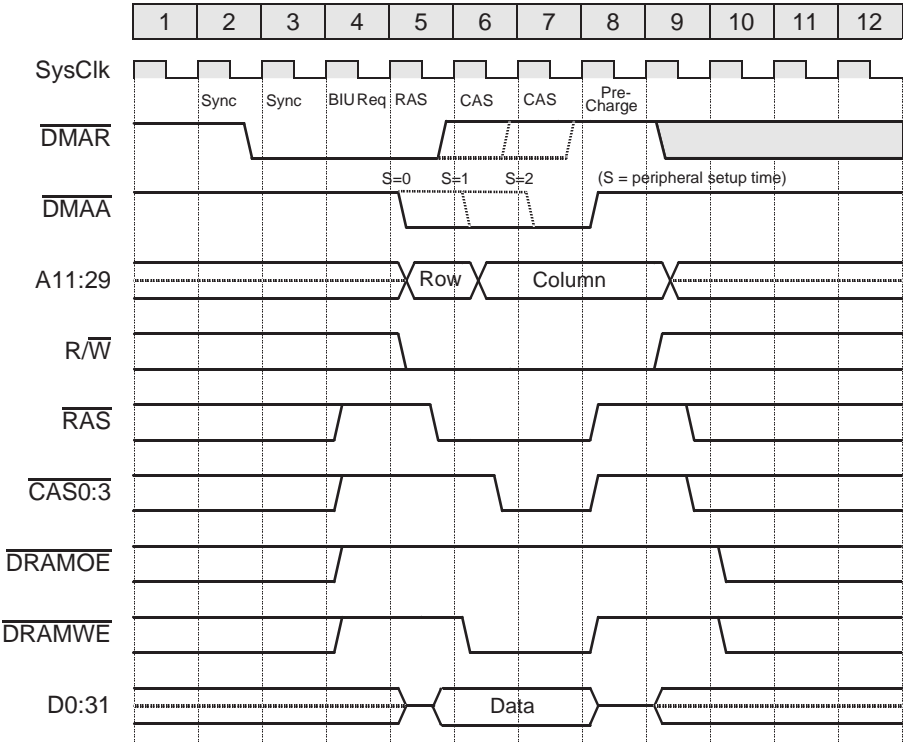 1 2 3 4 5 6 7 8 9 10 11 12
SysClk
Sync Sync BIU Req RAS CAS CAS Pre-
Charge
DMAR
S=0 S=1 S=2 (S = peripheral setup time)
DMAA
A11:29 Row Column
R/W
RAS
CAS0:3
DRAMOE
DRAMWE
D0:31 Data